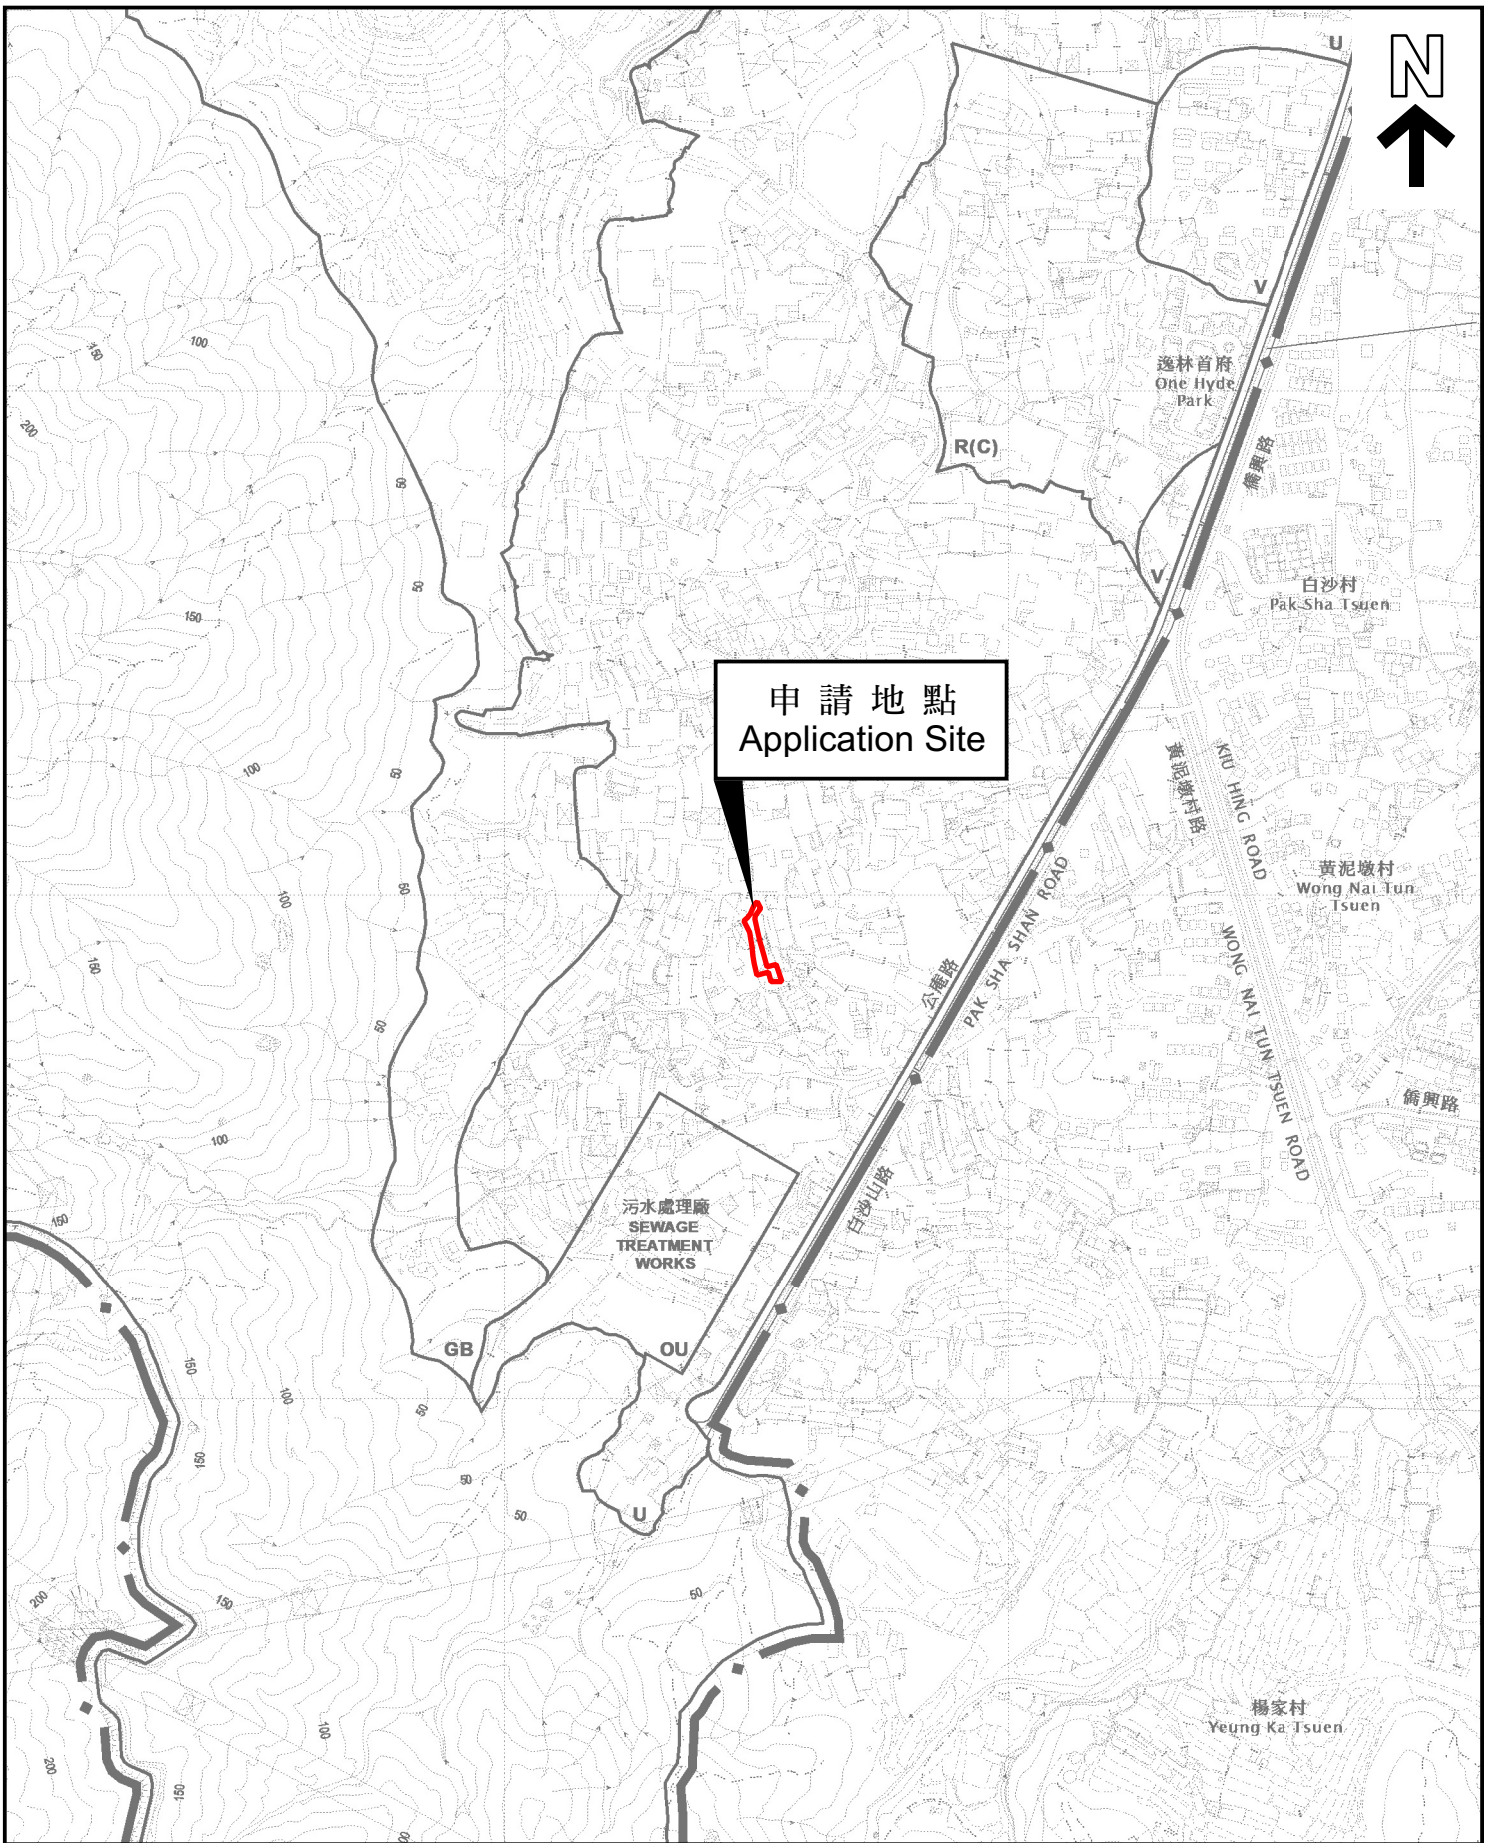 U
N
V
逸林首府
One Hyde
Park
100
150
200
R(C)
僑興路
50
V
50
白沙村
Pak Sha Tsuen
150
申請地點
Application Site
黃泥墩村路
KIU HING ROAD
100
50
黃泥墩村
Wong Nai Tun
Tsuen
50
100
150
公庵路
PAK SHA SHAN ROAD
WONG NAI TUN TSUEN ROAD
50
僑興路
100
白沙山路
污水處理廠
SEWAGE
TREATMENT
WORKS
150
GB
OU
150
100
50
150
50
50
U
200
150
50
楊家村
Yeung Ka Tsuen
100
200
150